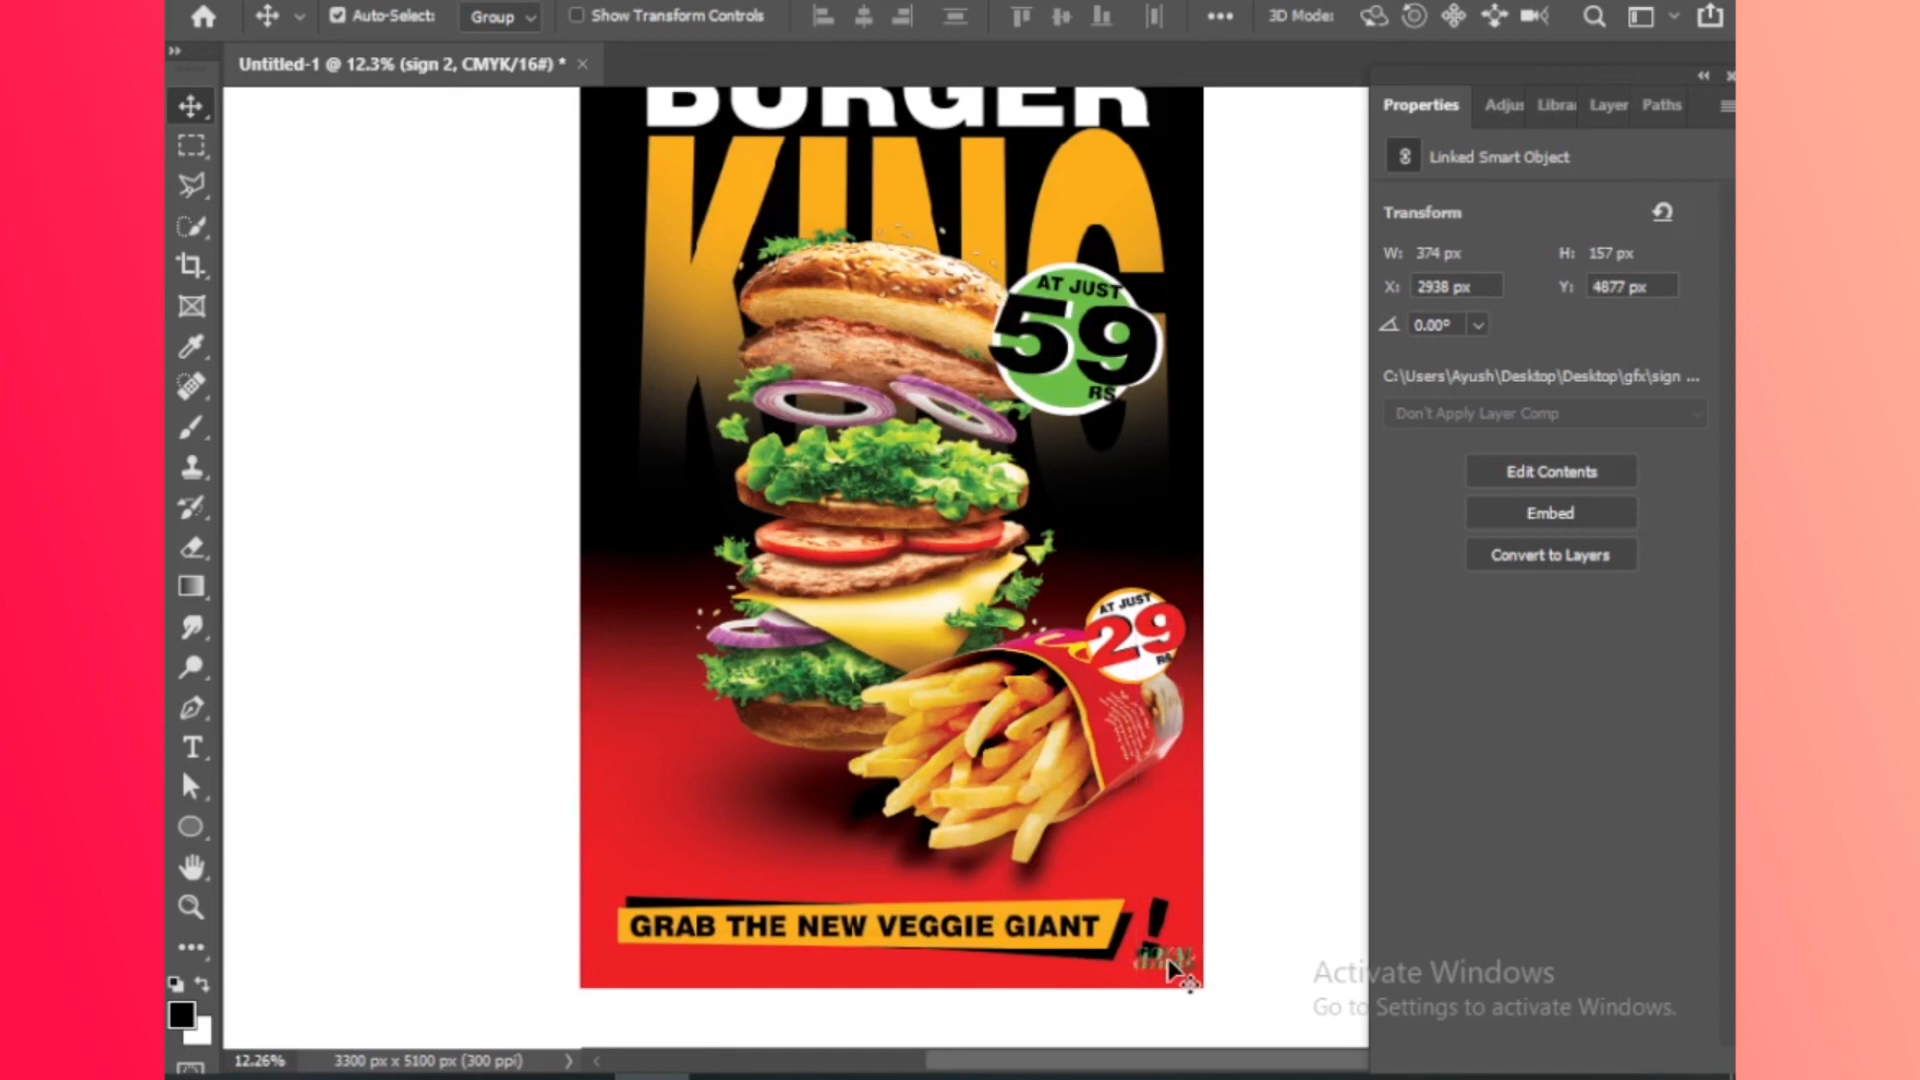 Auto-Select: Group Show Transform Controls 3D Mode:
Untitled-1 @ 12.3% (sign 2, CMYK/16#) * ×
Properties Adjus Librar Layer Paths
Linked Smart Object
Transform
W: 374 px H: 157 px
X: 2938 px Y: 4877 px
0.00°
C:\Users\Ayush\Desktop\Desktop\gfx\sign ...
Don't Apply Layer Comp
Edit Contents
Embed
Convert to Layers
BURGER
KING
AT JUST
59
RS
AT JUST
29
RS
GRAB THE NEW VEGGIE GIANT !
Activate Windows
Go to Settings to activate Windows.
12.26% 3300 px x 5100 px (300 ppi)